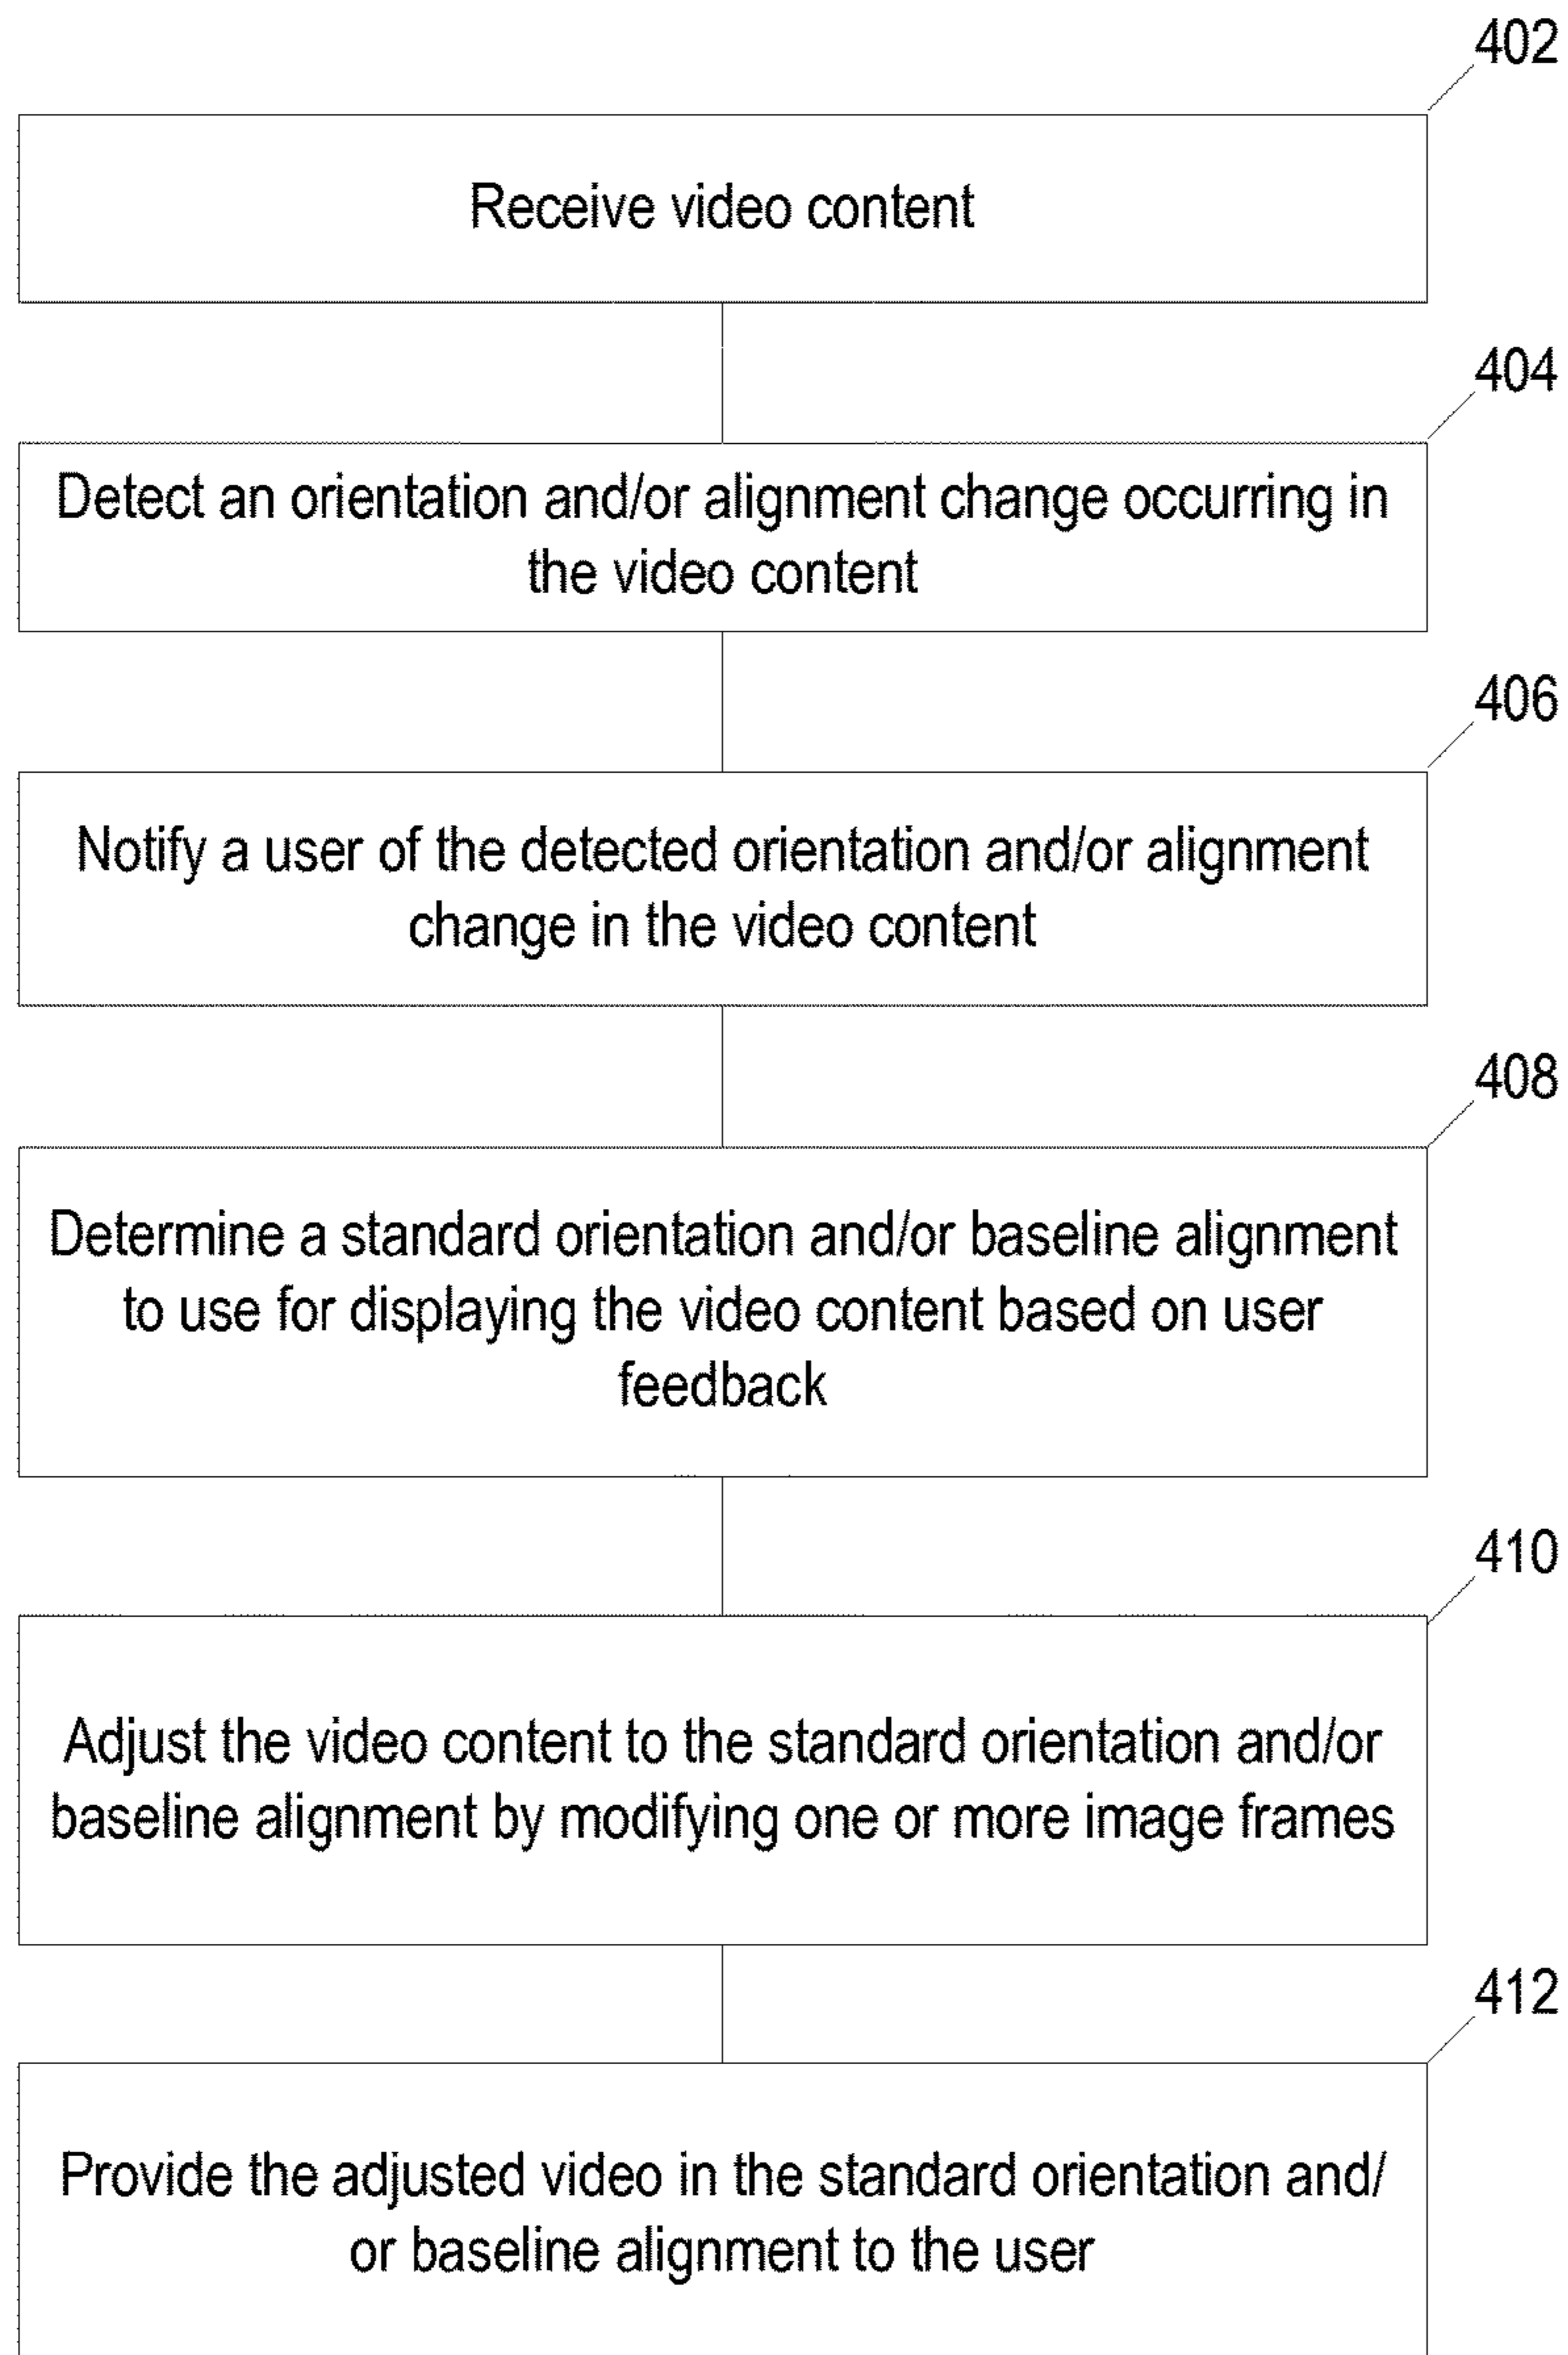 402
Receive video content
404
Detect an orientation and/or alignment change occurring in
the video content
406
Notify a user of the detected orientation and/or alignment
change in the video content
408
Determine a standard orientation and/or baseline alignment
to use for displaying the video content based on user
feedback
410
Adjust the video content to the standard orientation and/or
baseline alignment by modifying one or more image frames
412
Provide the adjusted video in the standard orientation and/
or baseline alignment to the user